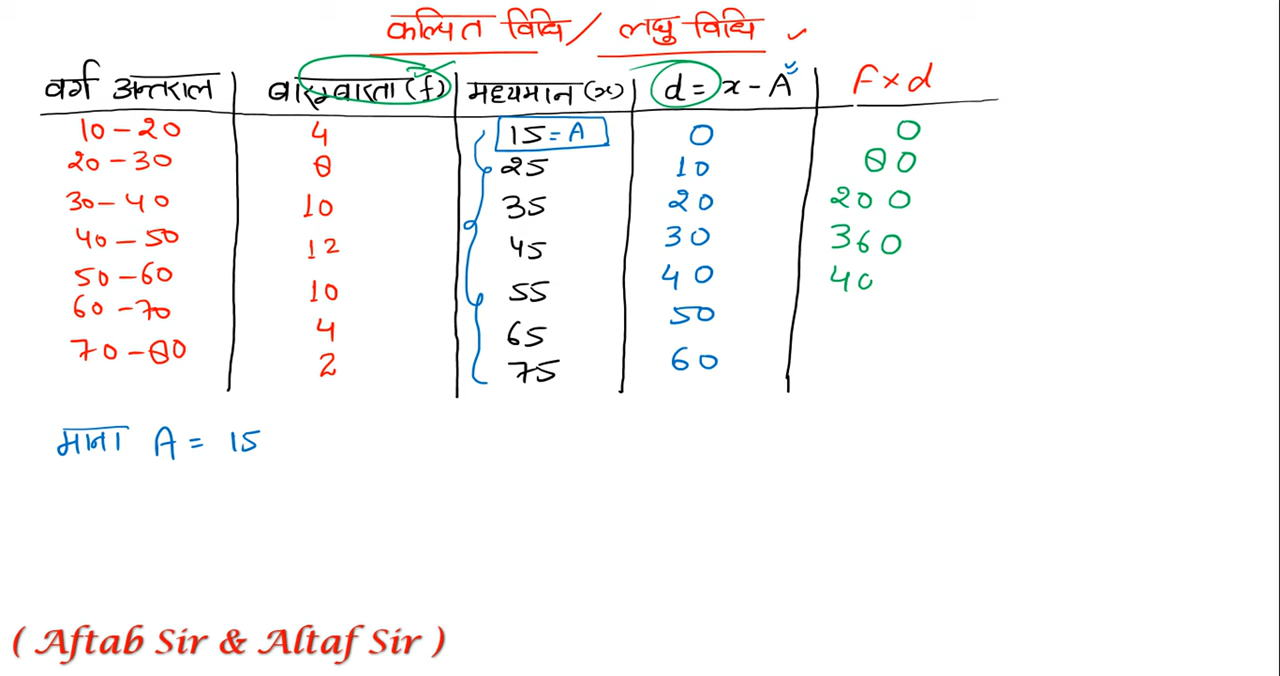 कल्पित विधि / लघु विधि
वर्ग अन्तराल बारम्बारता (f) मध्यमान (x) d = x - A f × d
10 - 20 4 15 = A 0 0
20 - 30 8 25 10 80
30 - 40 10 35 20 200
40 - 50 12 45 30 360
50 - 60 10 55 40 40
60 - 70 4 65 50
70 - 80 2 75 60
माना A = 15
( Aftab Sir & Altaf Sir )